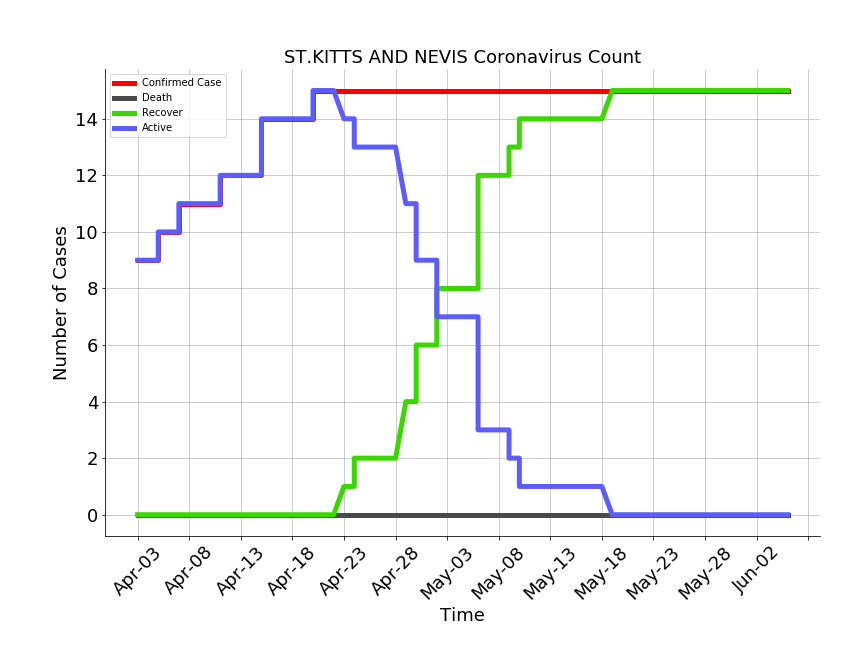 ST.KITTS AND NEVIS Coronavirus Count
Confirmed Case
Death
Recover
Active
Number of Cases
14
12
10
8
6
4
2
0
Apr-03
Apr-08
Apr-13
Apr-18
Apr-23
Apr-28
May-03
May-08
May-13
May-18
May-23
May-28
Jun-02
Time